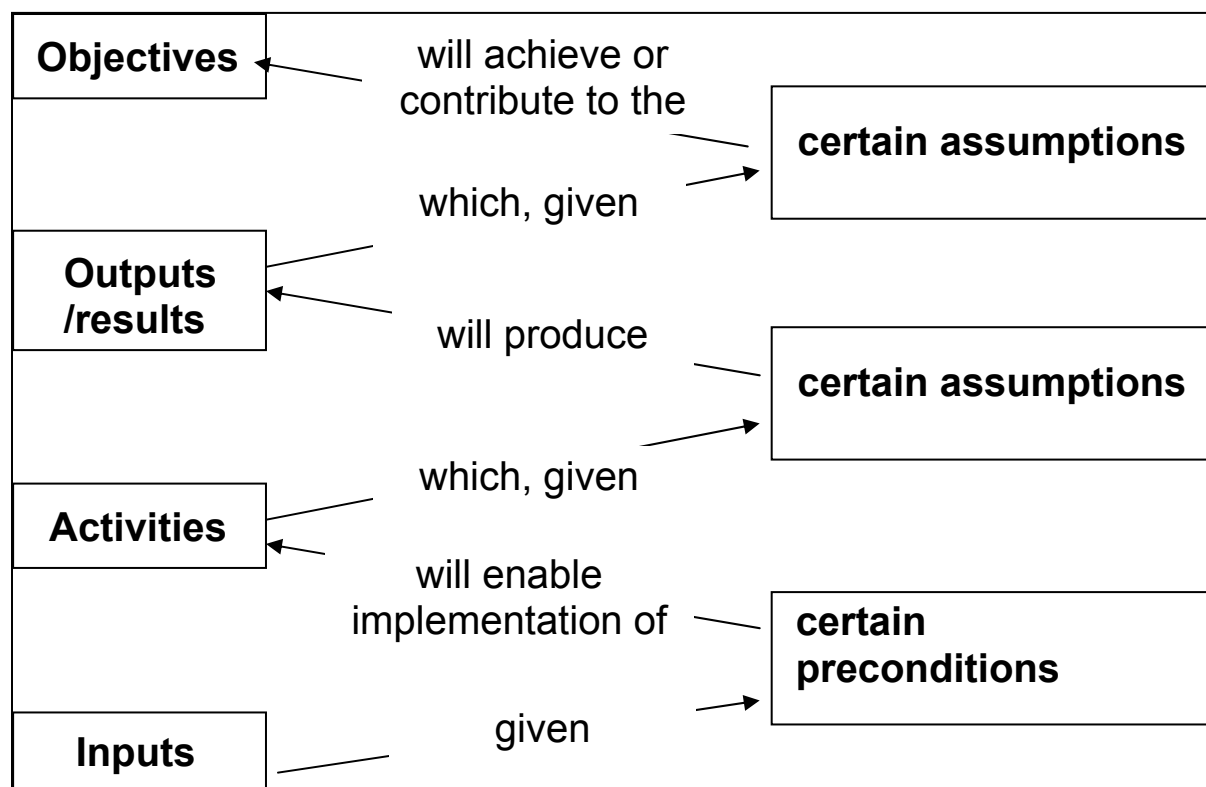 Objectives
will achieve or
contribute to the
certain assumptions
which, given
Outputs
/results
will produce
certain assumptions
which, given
Activities
will enable
implementation of
certain
preconditions
given
Inputs